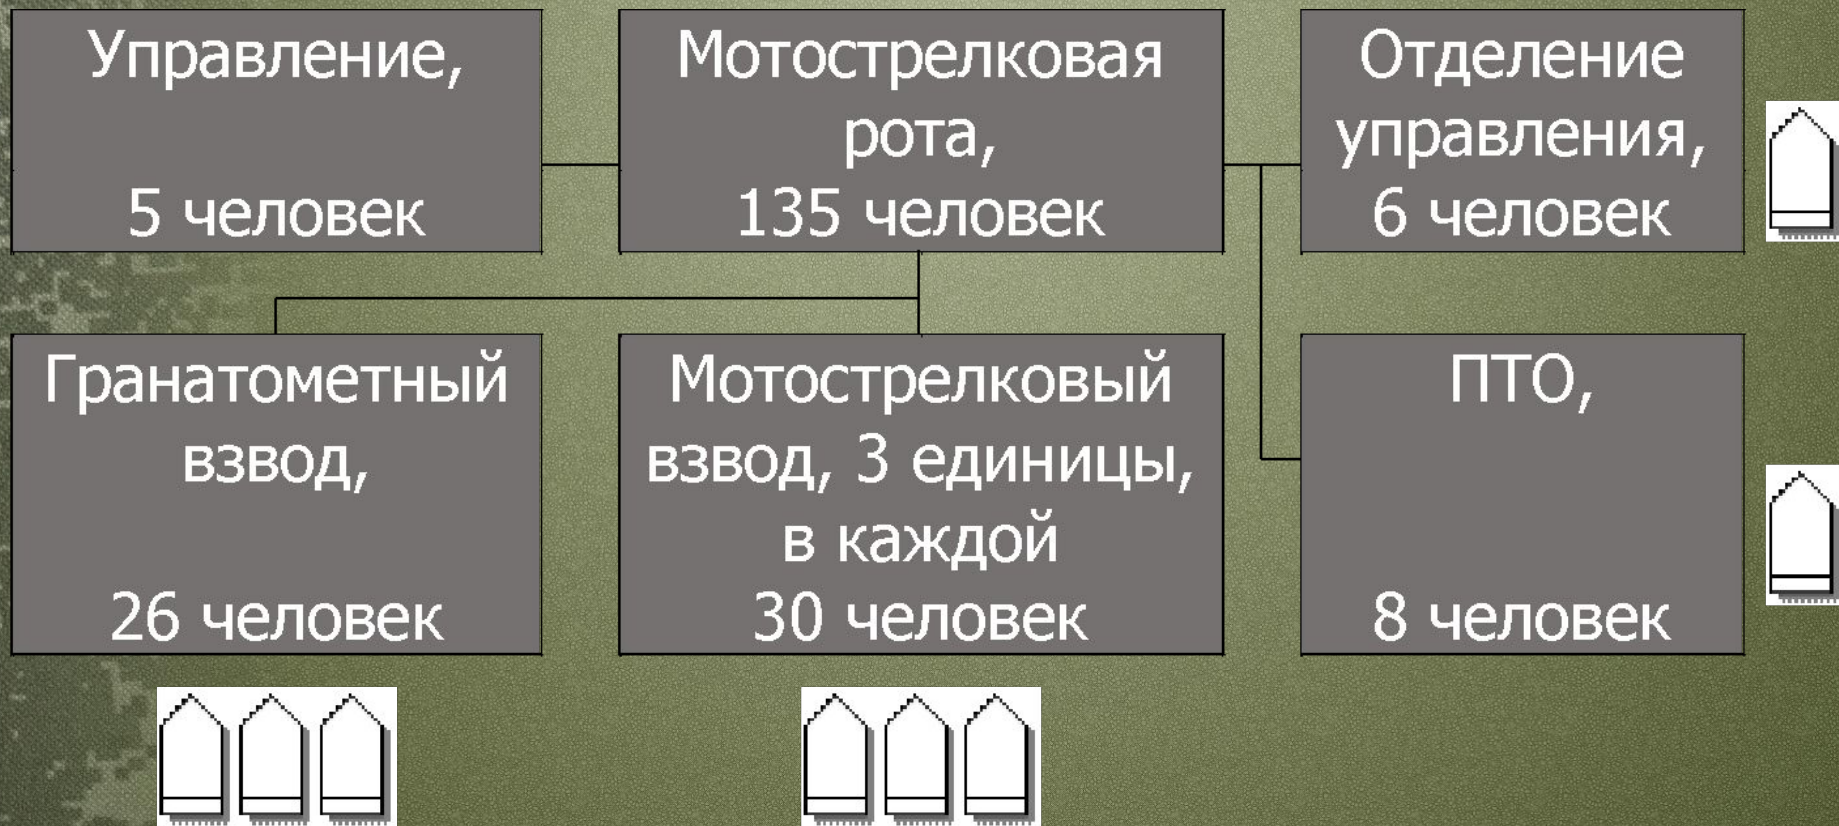 Управление,
5 человек
Мотострелковая
рота,
135 человек
Отделение
управления,
6 человек
Гранатометный
взвод,
26 человек
Мотострелковый
взвод, 3 единицы,
в каждой
30 человек
ПТО,
8 человек